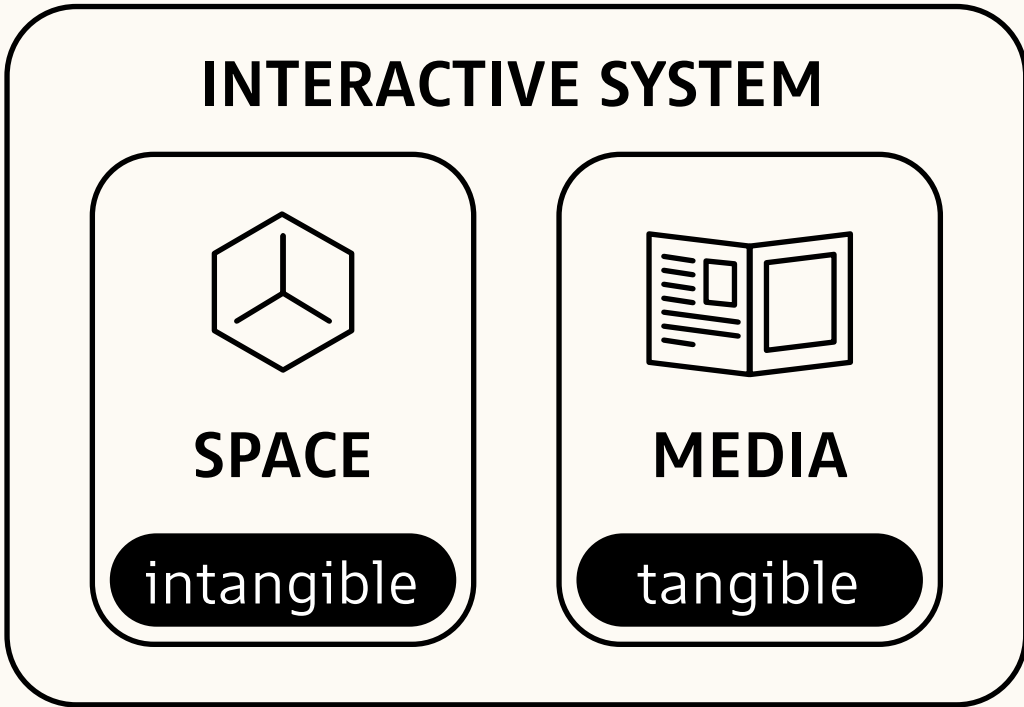 INTERACTIVE SYSTEM
SPACE
intangible
MEDIA
tangible